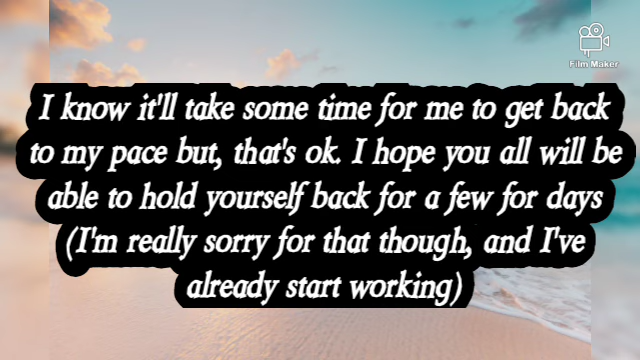 Film Maker
I know it'll take some time for me to get back
to my pace but, that's ok. I hope you all will be
able to hold yourself back for a few for days
(I'm really sorry for that though, and I've
already start working)